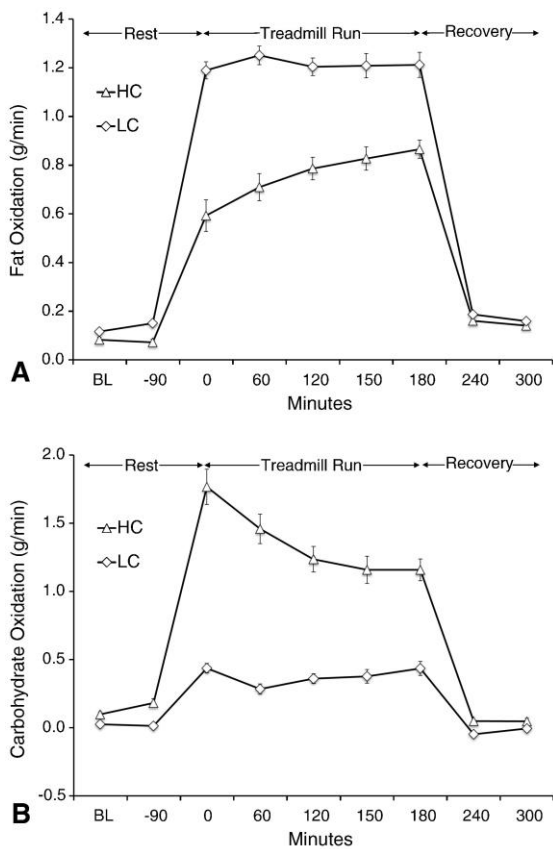 Rest Treadmill Run Recovery
1.4
1.2
1.0
0.8
0.6
0.4
0.2
0.0
Fat Oxidation (g/min)
HC
LC
BL -90 0 60 120 150 180 240 300
Minutes
A
Rest Treadmill Run Recovery
2.0
1.5
1.0
0.5
0.0
-0.5
Carbohydrate Oxidation (g/min)
HC
LC
BL -90 0 60 120 150 180 240 300
Minutes
B